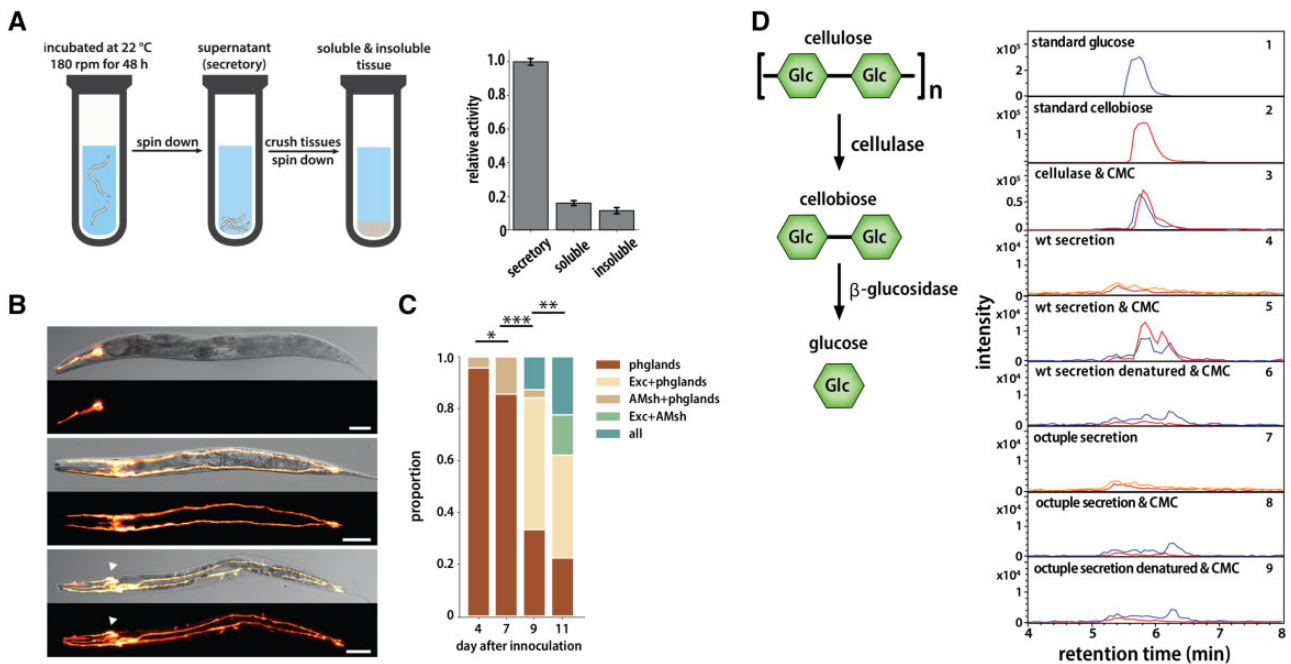 A
incubated at 22 °C
180 rpm for 48 h
supernatant
(secretory)
soluble & insoluble
tissue
spin down
crush tissues
spin down
relative activity
1.0
0.8
0.6
0.4
0.2
0
secretory
soluble
insoluble
B
C
*
***
**
proportion
1.0
0.8
0.6
0.4
0.2
0
4
7
9
11
day after innoculation
phglands
Exc+phglands
AMsh+phglands
Exc+AMsh
all
D
cellulose
Glc
Glc
n
cellulase
cellobiose
Glc
Glc
β-glucosidase
glucose
Glc
intensity
x10⁵
standard glucose
1
2
0
standard cellobiose
2
x10⁵
1
0
cellulase & CMC
3
x10⁵
0.5
0
wt secretion
4
x10⁴
1
0
wt secretion & CMC
5
x10⁴
1
0
wt secretion denatured & CMC
6
x10⁴
1
0
octuple secretion
7
x10⁴
1
0
octuple secretion & CMC
8
x10⁴
1
0
octuple secretion denatured & CMC
9
x10⁴
1
0
4
5
6
7
8
retention time (min)